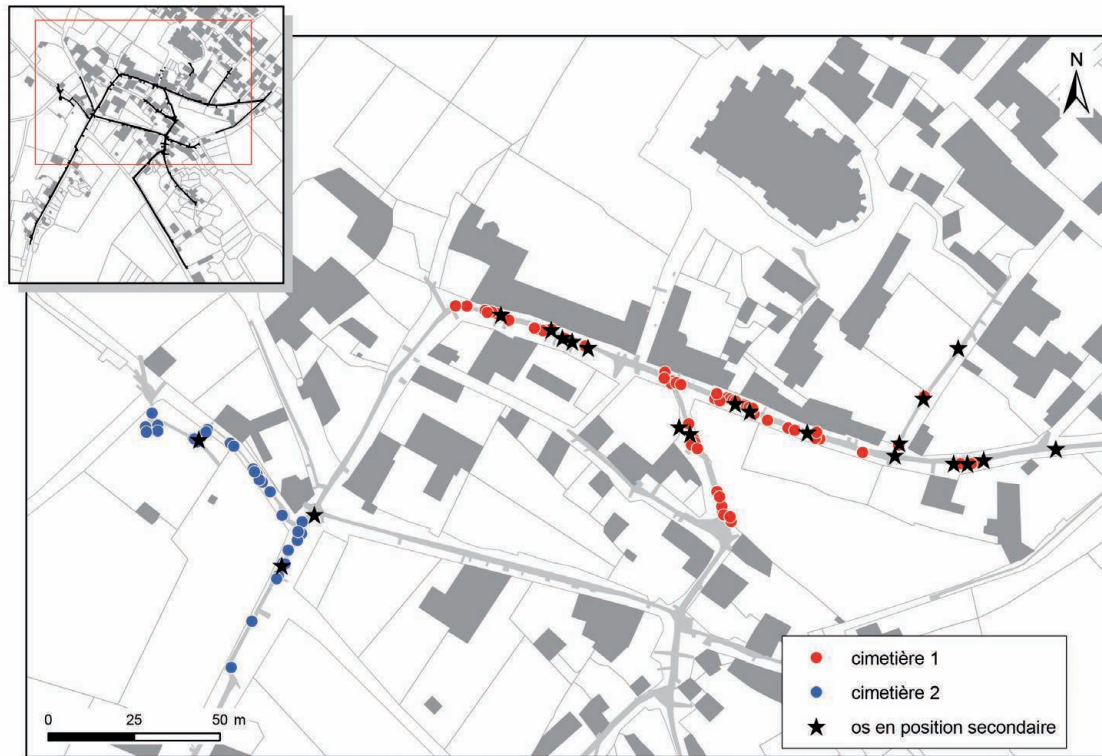 N
cimetière 1
cimetière 2
os en position secondaire
0 25 50 m